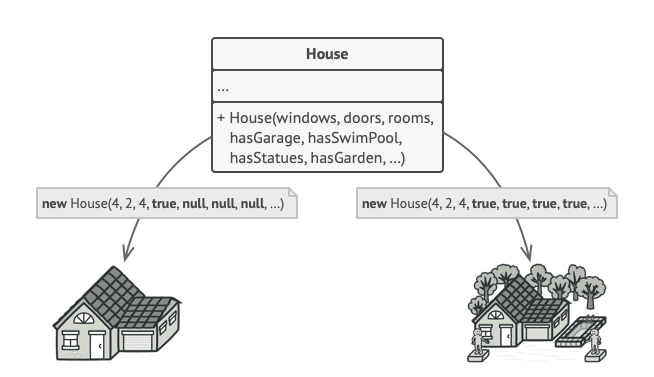 House
...
+ House(windows, doors, rooms,
hasGarage, hasSwimPool,
hasStatues, hasGarden, ...)
new House(4, 2, 4, true, null, null, null, ...)
new House(4, 2, 4, true, true, true, true, ...)